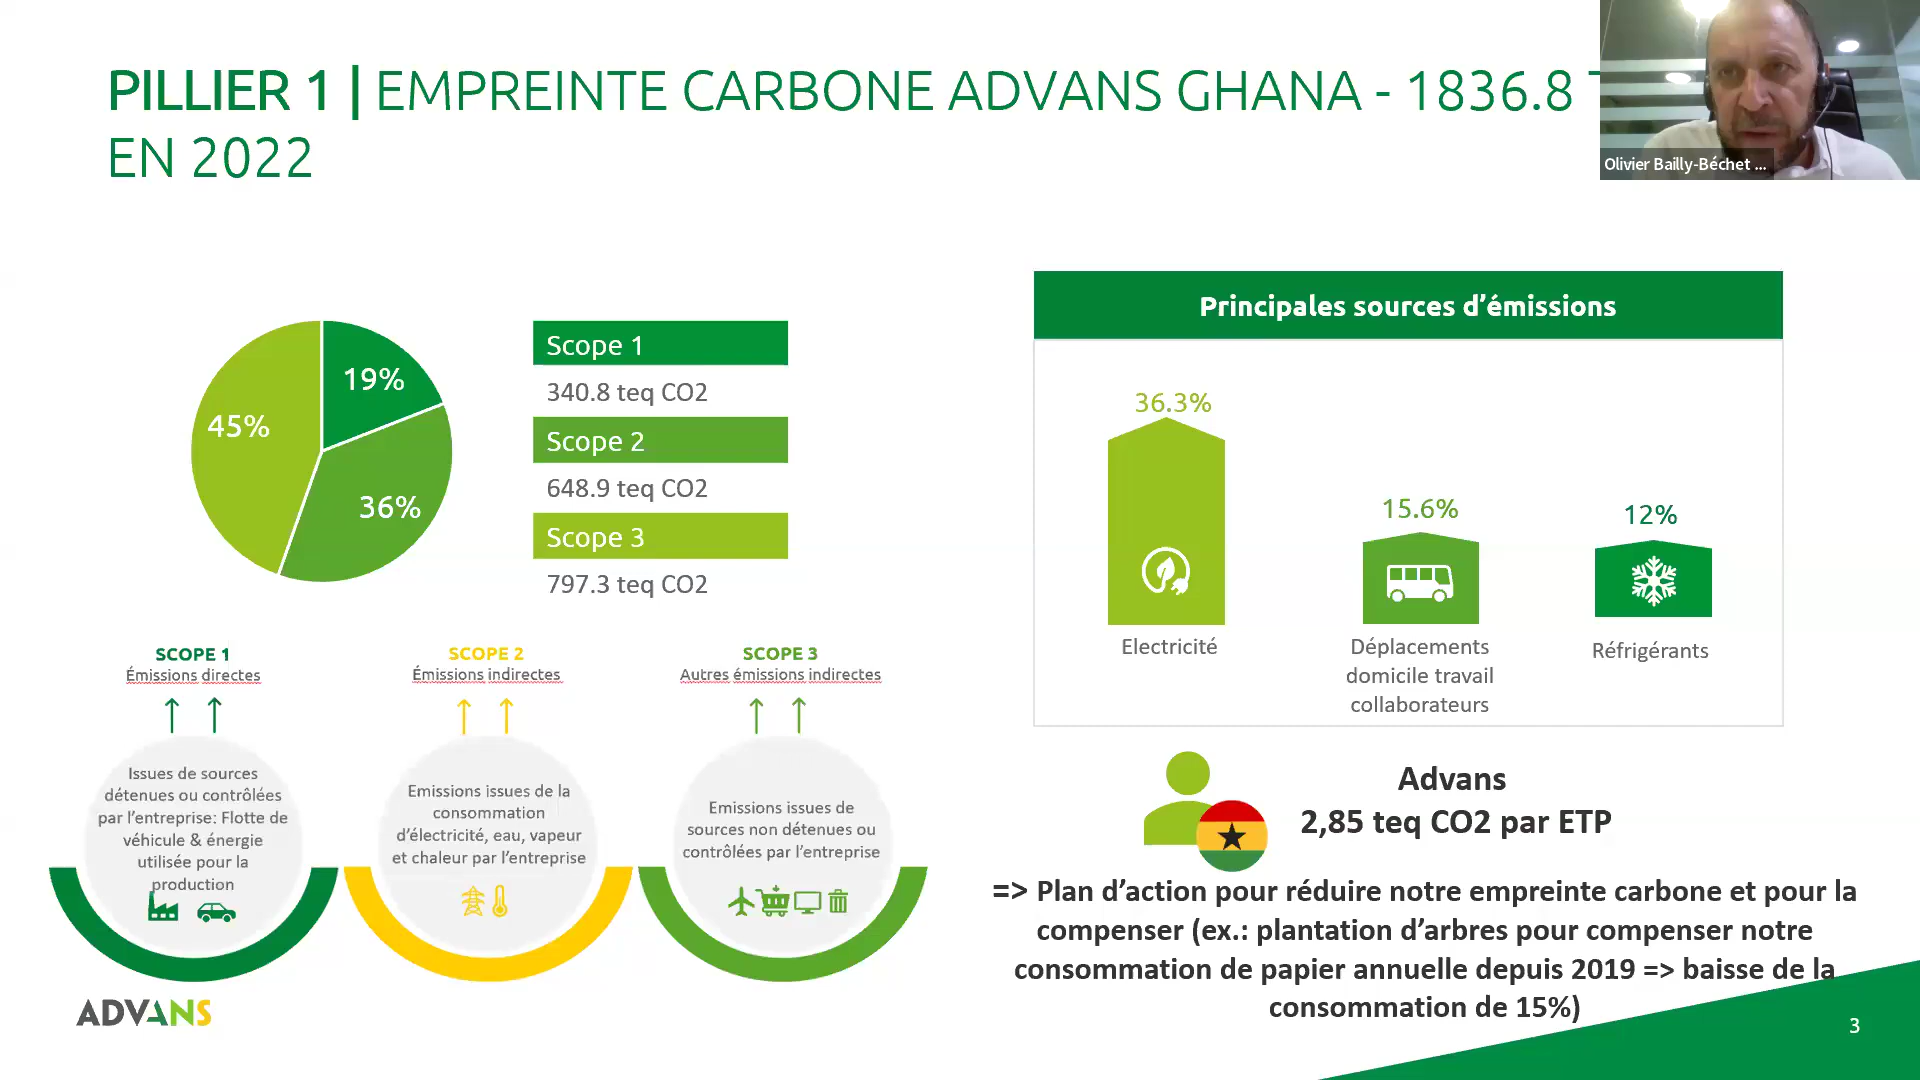 PILLIER 1 | EMPREINTE CARBONE ADVANS GHANA - 1836.8
EN 2022
Olivier Bailly-Béchet ...
19%
45%
36%
Scope 1
340.8 teq CO2
Scope 2
648.9 teq CO2
Scope 3
797.3 teq CO2
SCOPE 1
Émissions directes
Issues de sources
détenues ou contrôlées
par l'entreprise: Flotte de
véhicule & énergie
utilisée pour la
production
SCOPE 2
Émissions indirectes
Emissions issues de la
consommation
d'électricité, eau, vapeur
et chaleur par l'entreprise
SCOPE 3
Autres émissions indirectes
Emissions issues de
sources non détenues ou
contrôlées par l'entreprise
Principales sources d'émissions
36.3%
Electricité
15.6%
Déplacements
domicile travail
collaborateurs
12%
Réfrigérants
Advans
2,85 teq CO2 par ETP
=> Plan d'action pour réduire notre empreinte carbone et pour la
compenser (ex.: plantation d'arbres pour compenser notre
consommation de papier annuelle depuis 2019 => baisse de la
consommation de 15%)
ADVANS
3